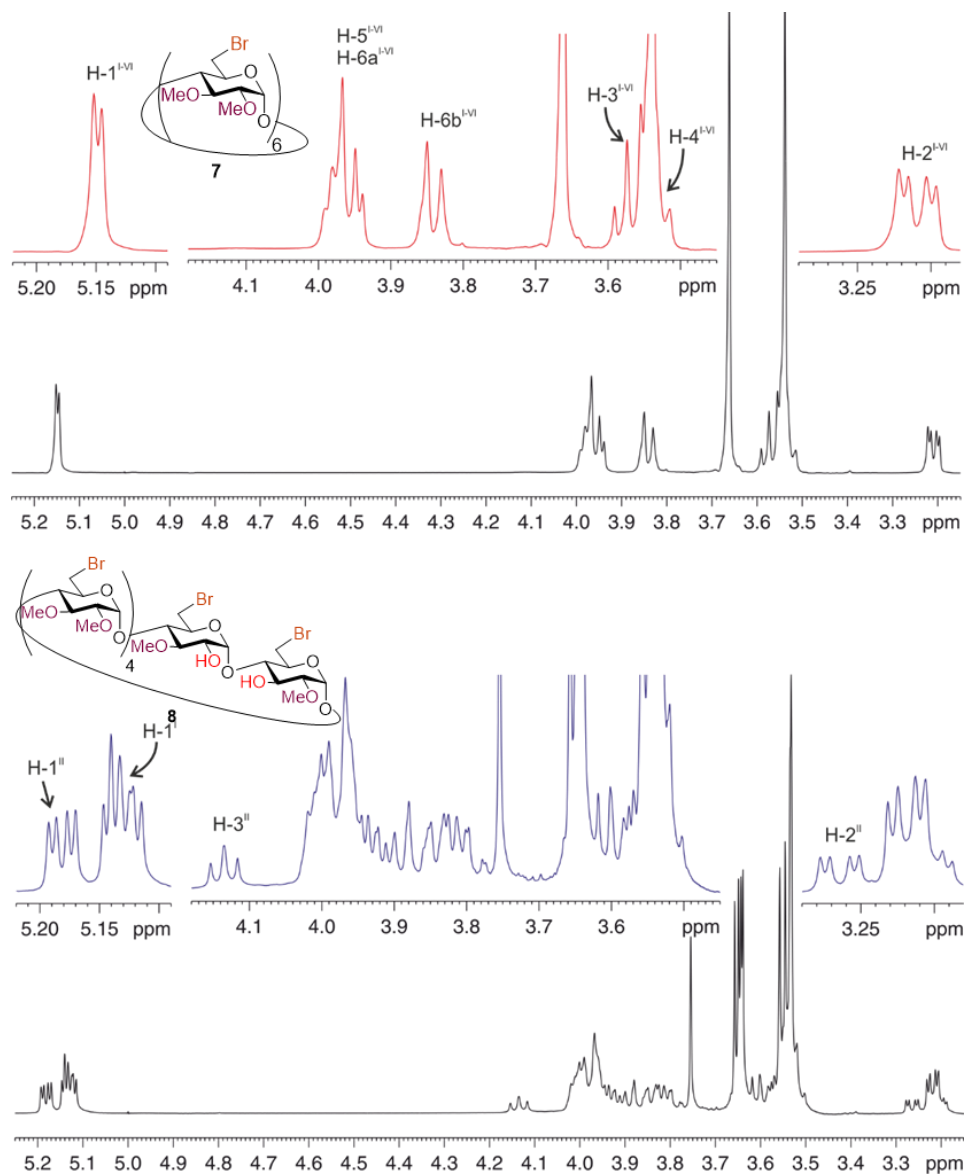 Br
H-5^I-VI
H-6a^I-VI
H-1^I-VI
O
MeO
MeO
O
6
7
H-6b^I-VI
H-3^I-VI
H-4^I-VI
H-2^I-VI
5.20 5.15 ppm
4.1 4.0 3.9 3.8 3.7 3.6 ppm
3.25 ppm
5.2 5.1 5.0 4.9 4.8 4.7 4.6 4.5 4.4 4.3 4.2 4.1 4.0 3.9 3.8 3.7 3.6 3.5 3.4 3.3 ppm
Br
O
MeO
MeO
O
4
Br
O
MeO
HO
O
Br
O
HO
MeO
O
8
H-1^II
H-1^I
H-3^II
H-2^II
5.20 5.15 ppm
4.1 4.0 3.9 3.8 3.7 3.6 ppm
3.25 ppm
5.2 5.1 5.0 4.9 4.8 4.7 4.6 4.5 4.4 4.3 4.2 4.1 4.0 3.9 3.8 3.7 3.6 3.5 3.4 3.3 ppm